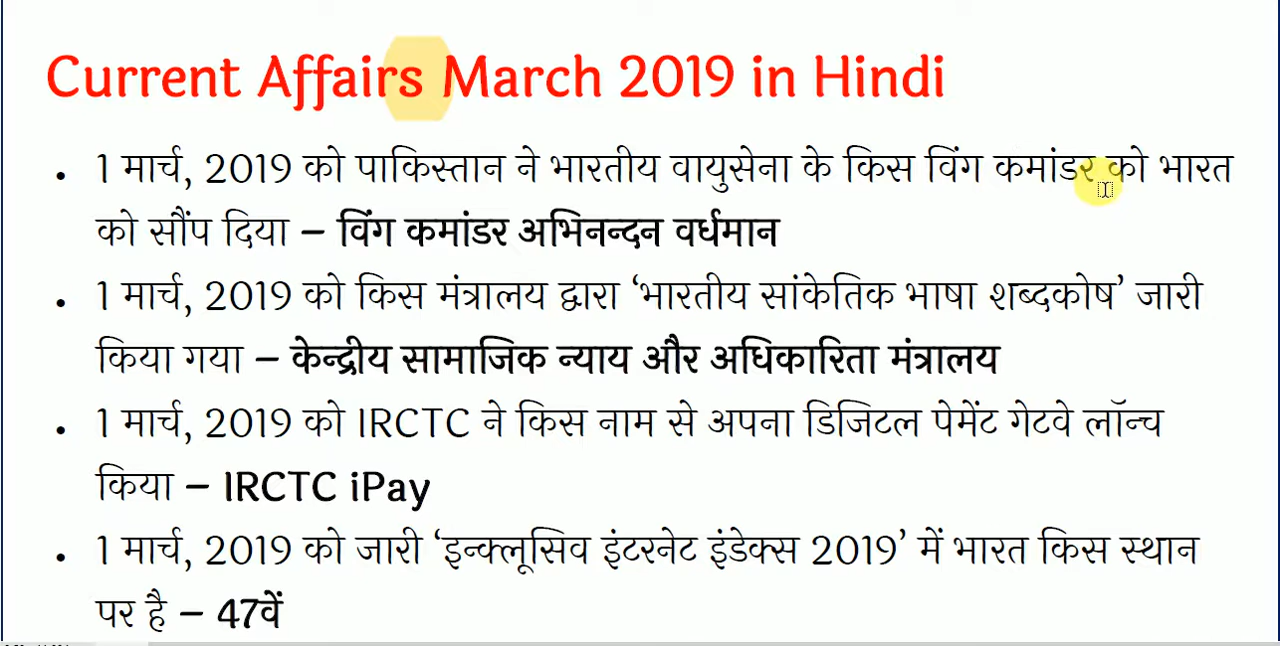 Current Affairs March 2019 in Hindi
• 1 मार्च, 2019 को पाकिस्तान ने भारतीय वायुसेना के किस विंग कमांडर को भारत
को सौंप दिया – विंग कमांडर अभिनन्दन वर्धमान
• 1 मार्च, 2019 को किस मंत्रालय द्वारा ‘भारतीय सांकेतिक भाषा शब्दकोष’ जारी
किया गया – केन्द्रीय सामाजिक न्याय और अधिकारिता मंत्रालय
• 1 मार्च, 2019 को IRCTC ने किस नाम से अपना डिजिटल पेमेंट गेटवे लॉन्च
किया – IRCTC iPay
• 1 मार्च, 2019 को जारी ‘इन्क्लूसिव इंटरनेट इंडेक्स 2019’ में भारत किस स्थान
पर है – 47वें